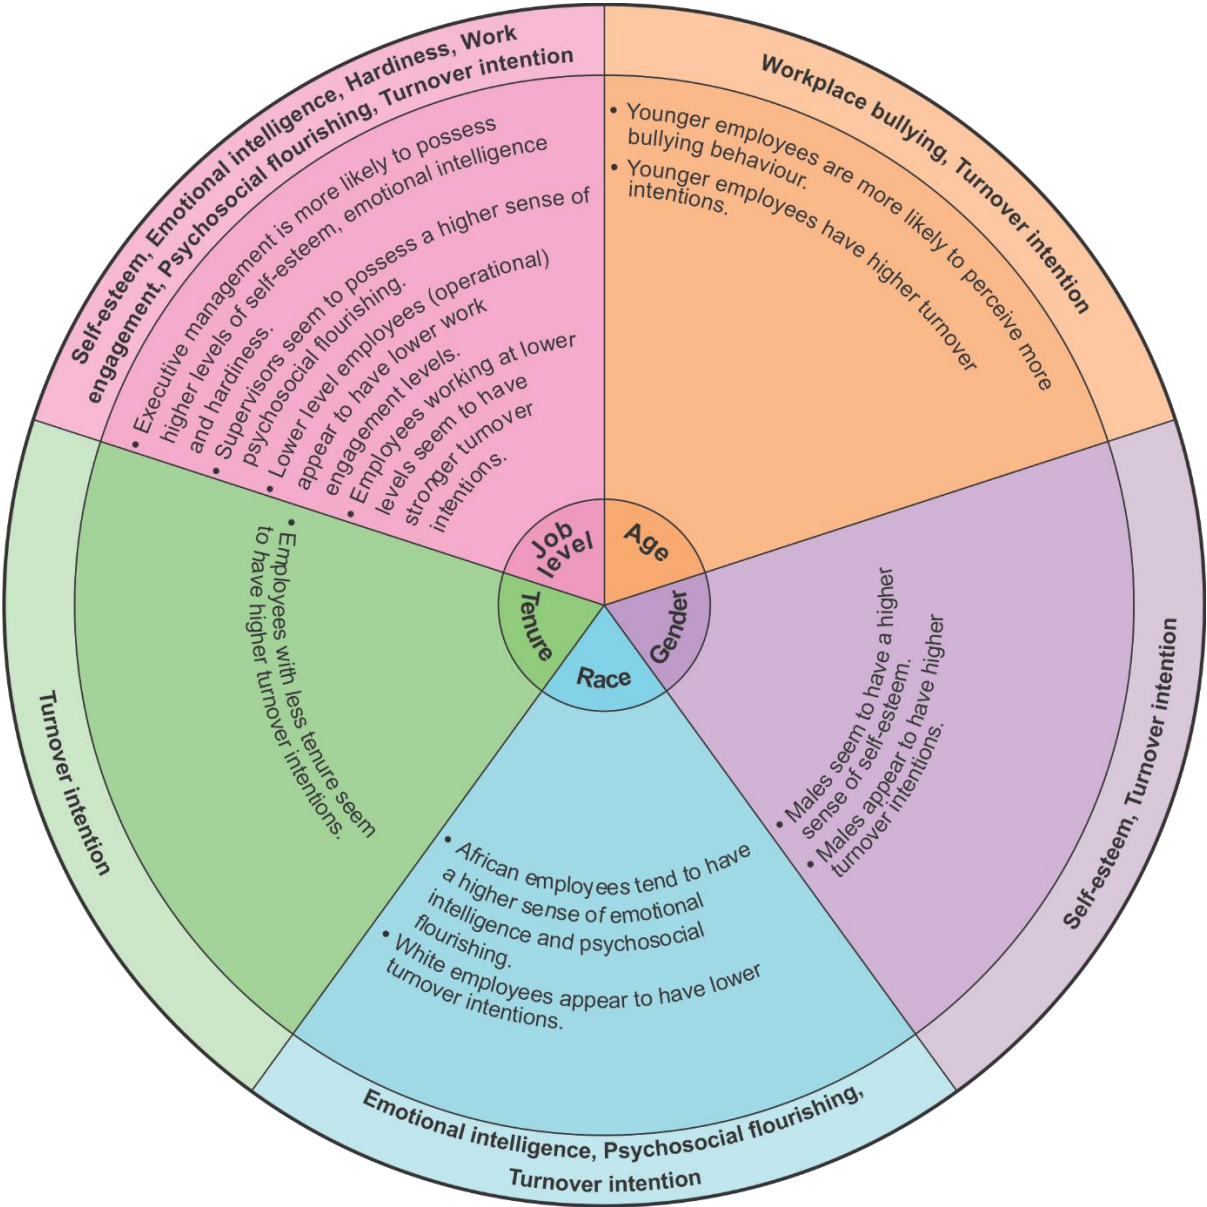 Self-esteem, Emotional intelligence, Hardiness, Work
engagement, Psychosocial flourishing, Turnover intention
• Executive management is more likely to possess
higher levels of self-esteem, emotional intelligence
and hardiness.
• Supervisors seem to possess a higher sense of
psychosocial flourishing.
• Lower level employees (operational)
appear to have lower work
engagement levels.
• Employees working at lower
levels seem to have
stronger turnover
intentions.
Job
level
Workplace bullying, Turnover intention
• Younger employees are more likely to perceive more
bullying behaviour.
• Younger employees have higher turnover
intentions.
Age
Self-esteem, Turnover intention
• Males seem to have a higher
sense of self-esteem.
• Males appear to have higher
turnover intentions.
Gender
Race
• African employees tend to have
a higher sense of emotional
intelligence and psychosocial
flourishing.
• White employees appear to have lower
turnover intentions.
Emotional intelligence, Psychosocial flourishing,
Turnover intention
Tenure
• Employees with less tenure seem
to have higher turnover intentions.
Turnover intention